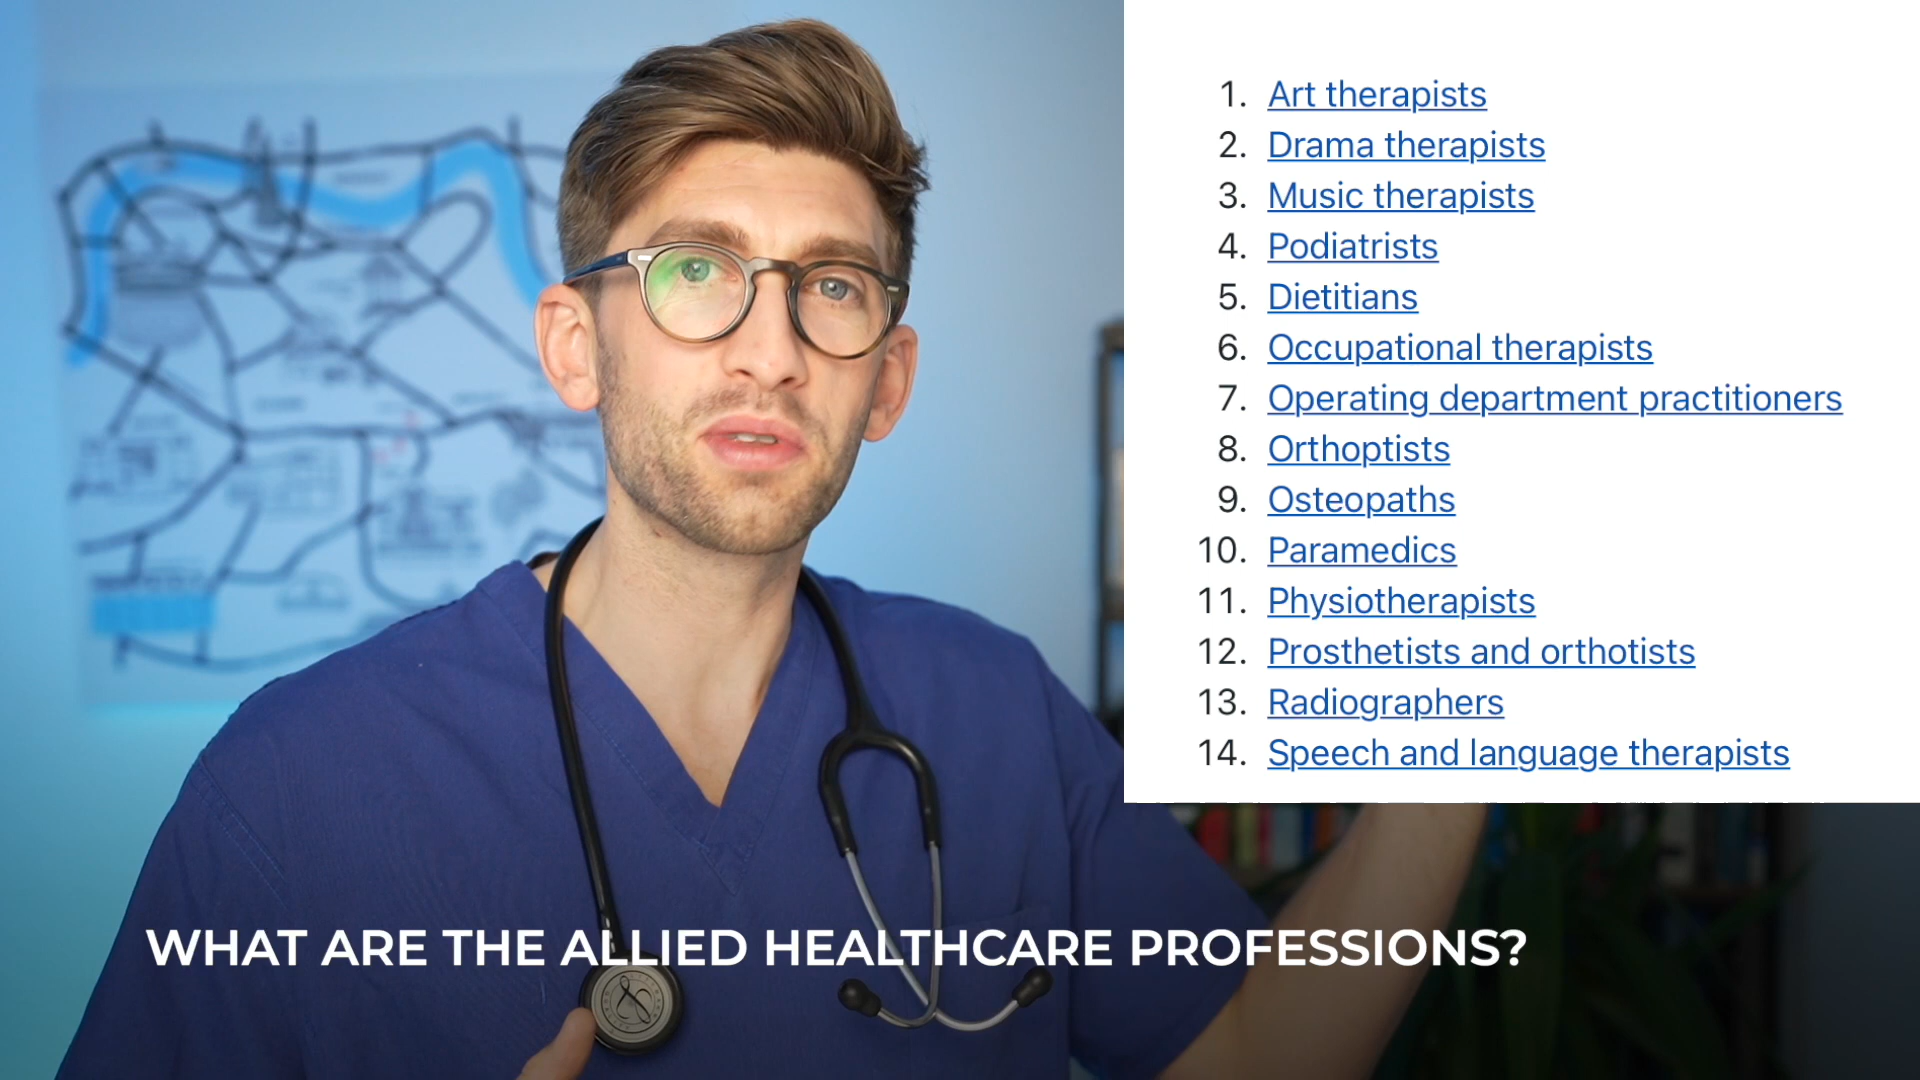 1. Art therapists
2. Drama therapists
3. Music therapists
4. Podiatrists
5. Dietitians
6. Occupational therapists
7. Operating department practitioners
8. Orthoptists
9. Osteopaths
10. Paramedics
11. Physiotherapists
12. Prosthetists and orthotists
13. Radiographers
14. Speech and language therapists
WHAT ARE THE ALLIED HEALTHCARE PROFESSIONS?